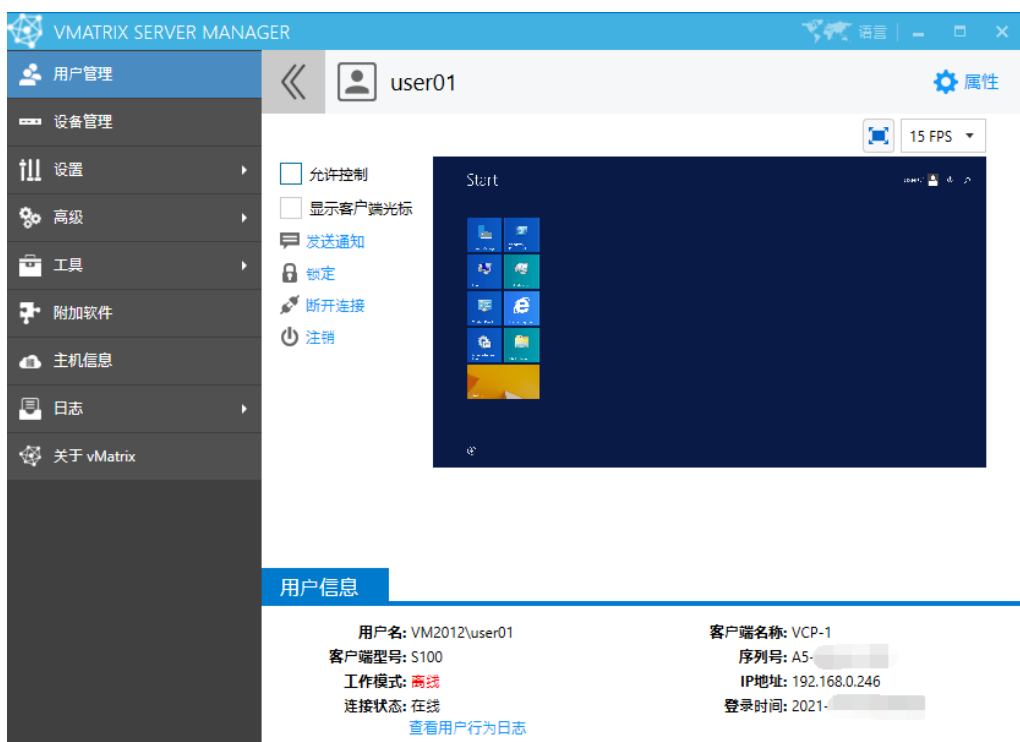 VMATRIX SERVER MANAGER
语言
用户管理
设备管理
设置
高级
工具
附加软件
主机信息
日志
关于 vMatrix
user01
属性
15 FPS
允许控制
显示客户端光标
发送通知
锁定
断开连接
注销
Start
用户信息
用户名: VM2012\user01
客户端名称: VCP-1
客户端型号: S100
序列号: A5-
工作模式: 离线
IP地址: 192.168.0.246
连接状态: 在线
登录时间: 2021-
查看用户行为日志